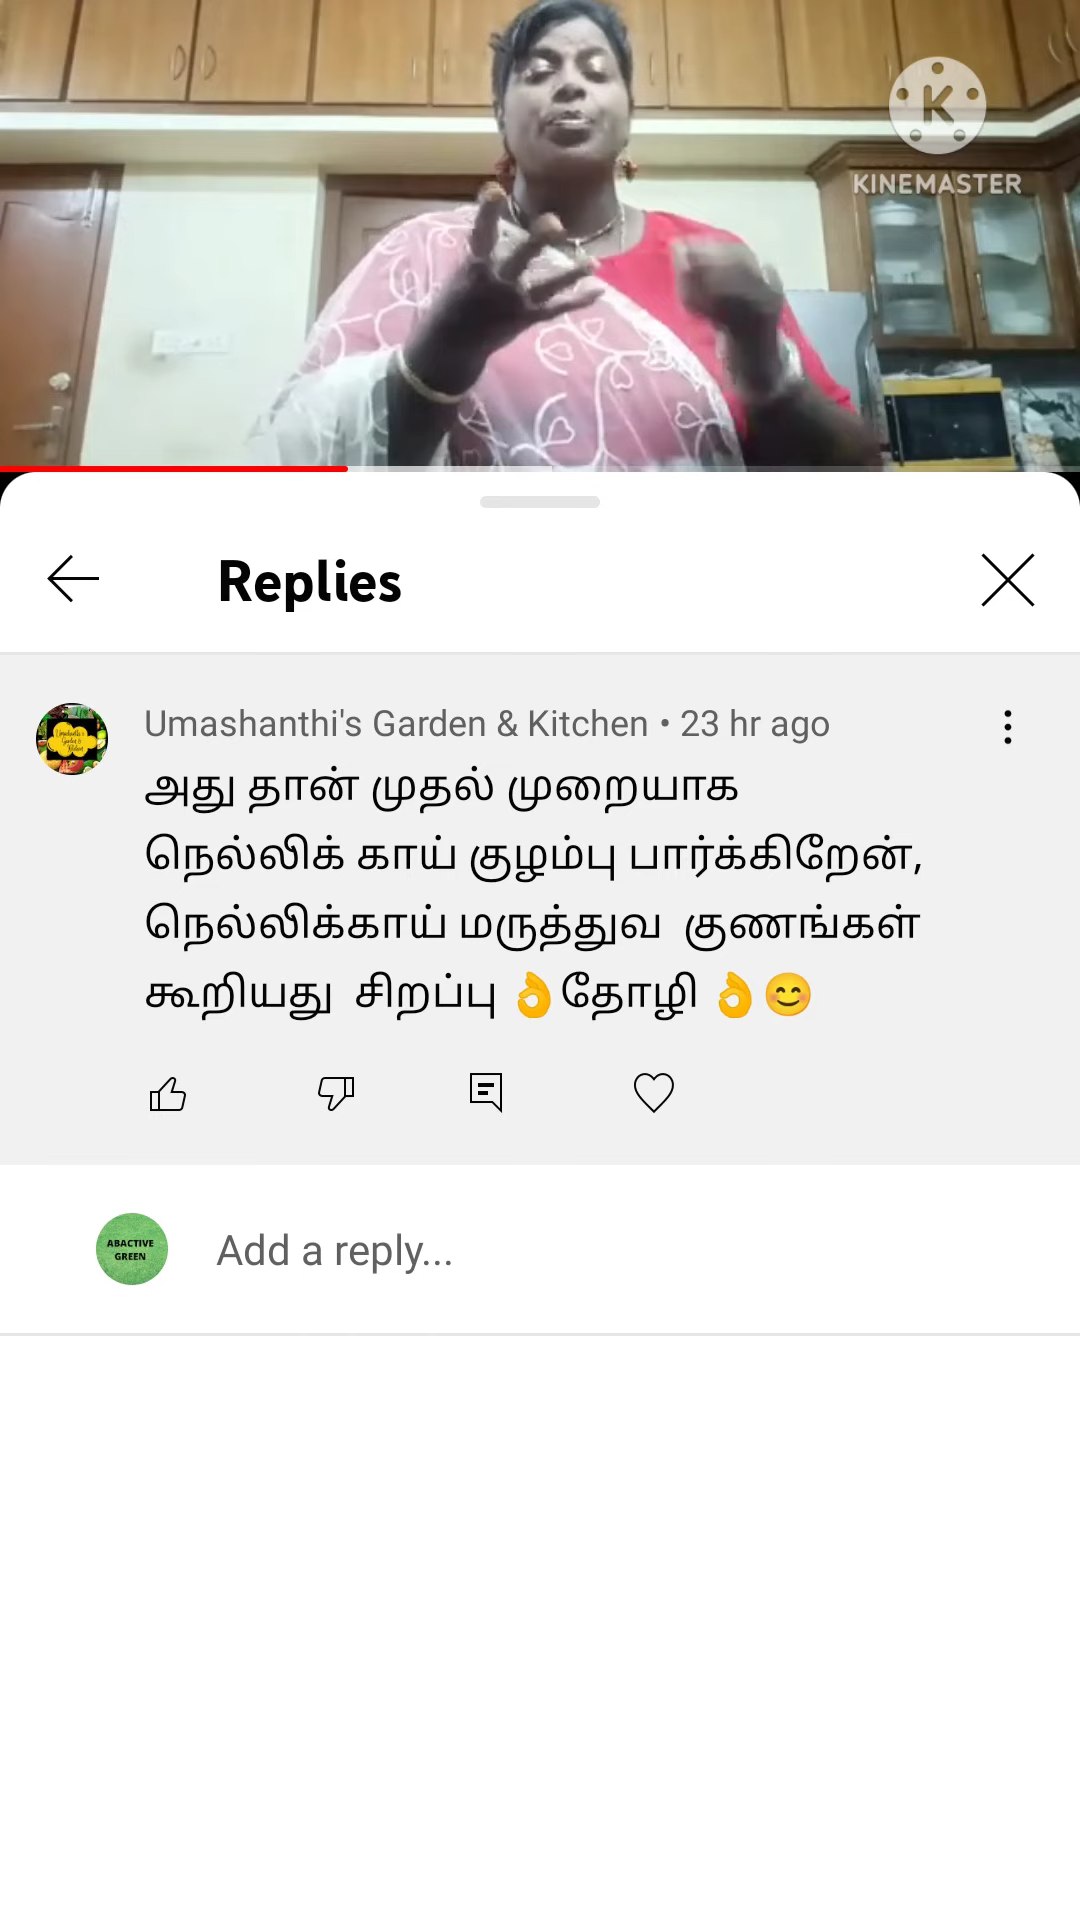 KINEMASTER
Replies
Umashanthi's Garden & Kitchen • 23 hr ago
அது தான் முதல் முறையாக
நெல்லிக் காய் குழம்பு பார்க்கிறேன்,
நெல்லிக்காய் மருத்துவ குணங்கள்
கூறியது சிறப்பு 👌தோழி 👌😊
ABACTIVE
GREEN
Add a reply...